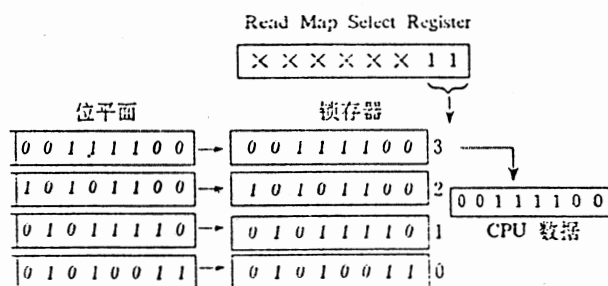 Read Map Select Register
× × × × × × 1 1
位平面 锁存器
0 0 1 1 1 1 0 0 → 0 0 1 1 1 1 0 0 3
1 0 1 0 1 1 0 0 → 1 0 1 0 1 1 0 0 2
0 0 1 1 1 1 0 0
0 1 0 1 1 1 1 0 → 0 1 0 1 1 1 1 0 1
CPU 数据
0 1 0 1 0 0 1 1 → 0 1 0 1 0 0 1 1 0